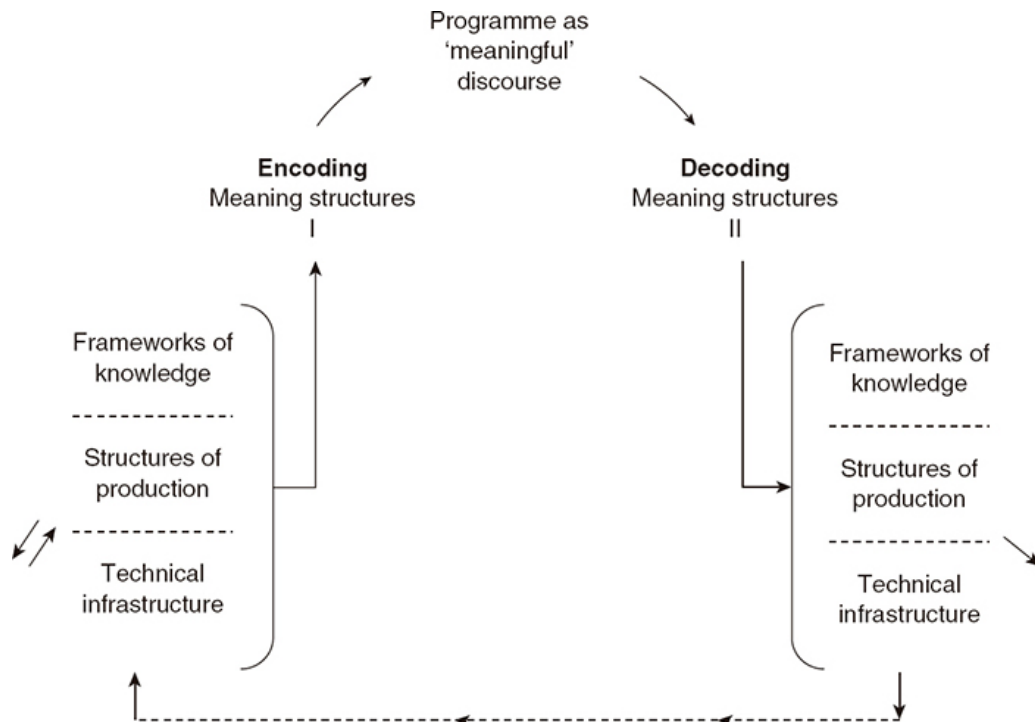 Programme as
‘meaningful’
discourse
Encoding
Meaning structures
I
Decoding
Meaning structures
II
Frameworks of
knowledge
Structures of
production
Technical
infrastructure
Frameworks of
knowledge
Structures of
production
Technical
infrastructure